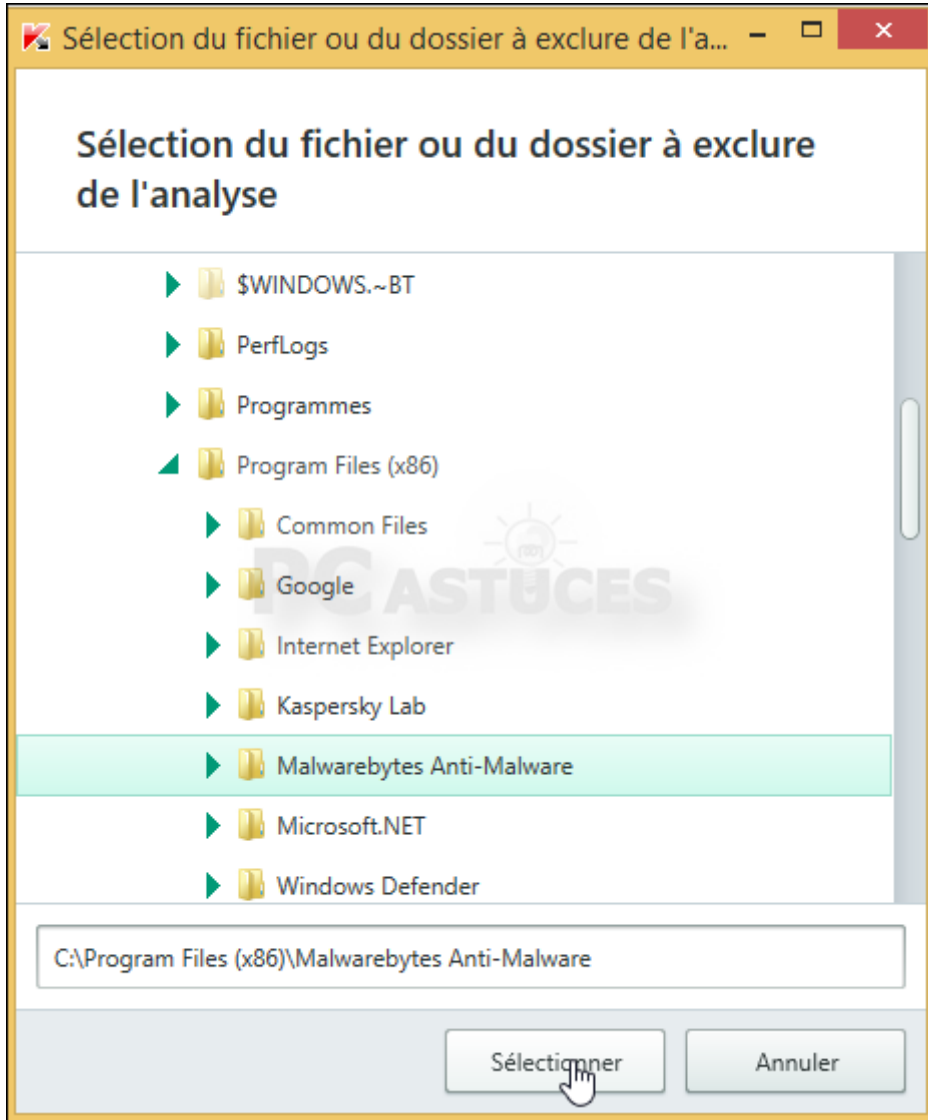 Sélection du fichier ou du dossier à exclure de l'a...
Sélection du fichier ou du dossier à exclure
de l'analyse
$WINDOWS.~BT
PerfLogs
Programmes
Program Files (x86)
Common Files
Google
Internet Explorer
Kaspersky Lab
Malwarebytes Anti-Malware
Microsoft.NET
Windows Defender
PC ASTUCES
C:\Program Files (x86)\Malwarebytes Anti-Malware
Sélectionner
Annuler